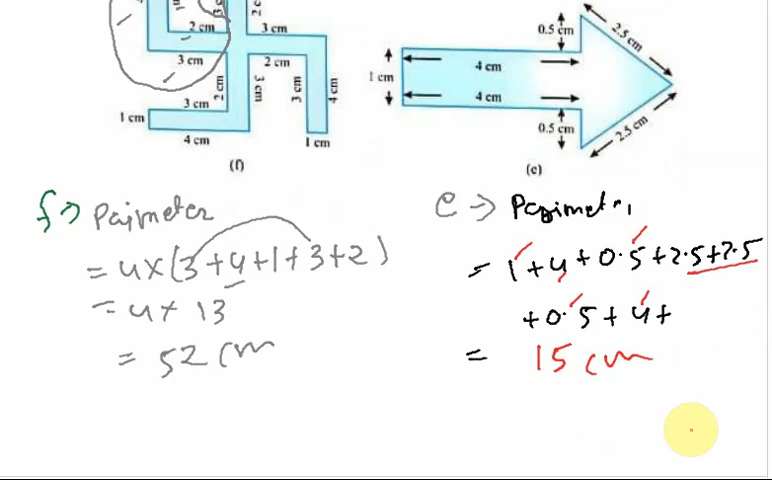 2 cm
3 cm
2 cm
3 cm
2 cm
2 cm
3 cm
3 cm
4 cm
3 cm
1 cm
4 cm
1 cm
(f)
0.5 cm
2.5 cm
1 cm
4 cm
4 cm
0.5 cm
2.5 cm
(e)
f → Paimeter
= 4 × (3+4+1+3+2)
= 4 × 13
= 52 cm
e →
= 1+4+0.5+2.5+2.5
+0.5+4+
= 15 cm